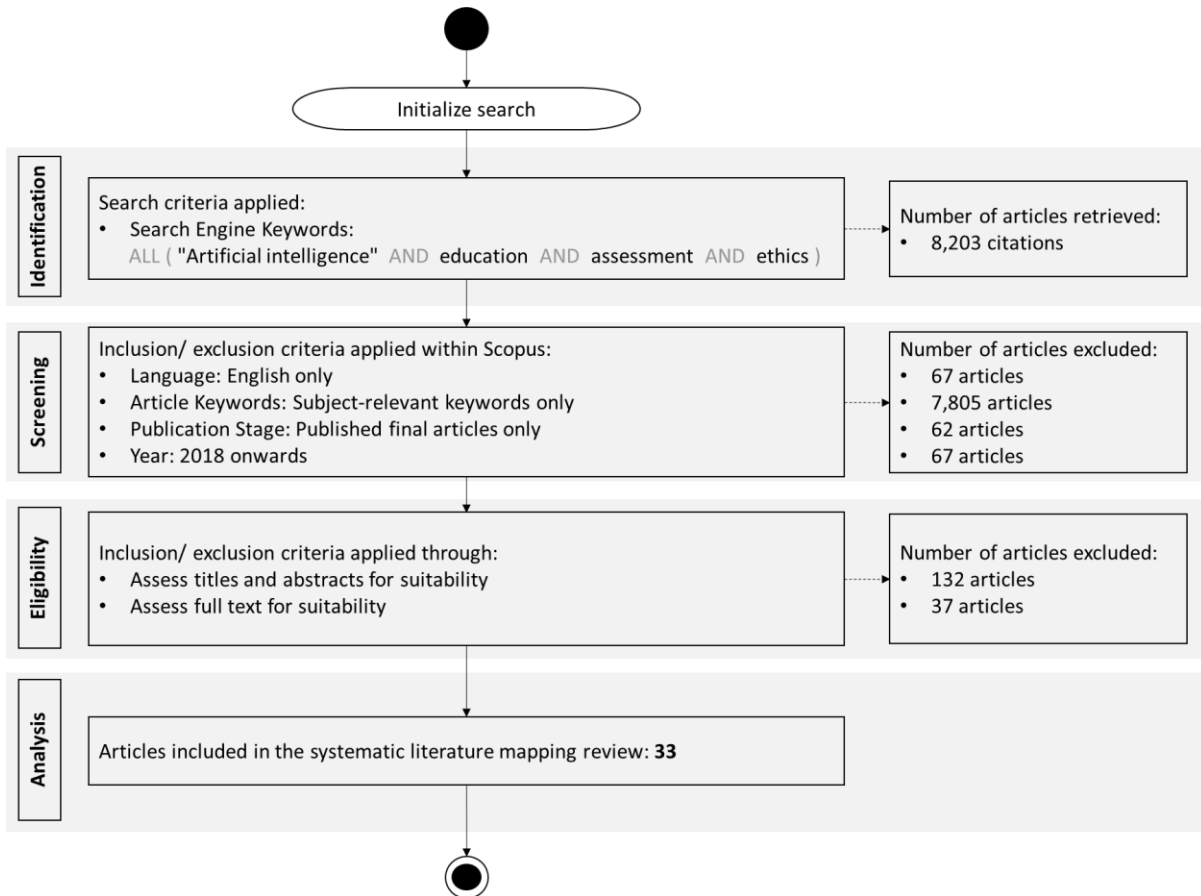 Initialize search
Identification
Search criteria applied:
• Search Engine Keywords:
ALL ( "Artificial intelligence" AND education AND assessment AND ethics )
Number of articles retrieved:
• 8,203 citations
Screening
Inclusion/ exclusion criteria applied within Scopus:
• Language: English only
• Article Keywords: Subject-relevant keywords only
• Publication Stage: Published final articles only
• Year: 2018 onwards
Number of articles excluded:
• 67 articles
• 7,805 articles
• 62 articles
• 67 articles
Eligibility
Inclusion/ exclusion criteria applied through:
• Assess titles and abstracts for suitability
• Assess full text for suitability
Number of articles excluded:
• 132 articles
• 37 articles
Analysis
Articles included in the systematic literature mapping review: 33